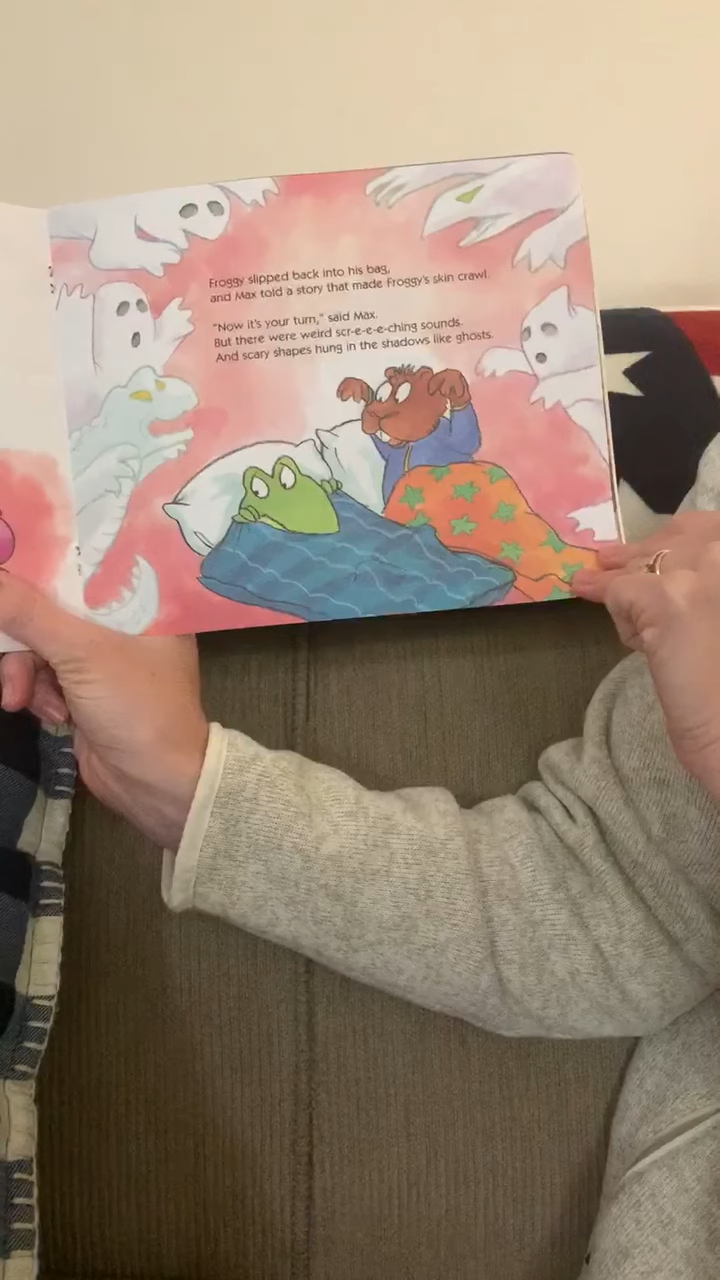 Froggy slipped back into his bag,
and Max told a story that made Froggy's skin crawl.
"Now it's your turn," said Max.
But there were weird scr-e-e-e-ching sounds.
And scary shapes hung in the shadows like ghosts.